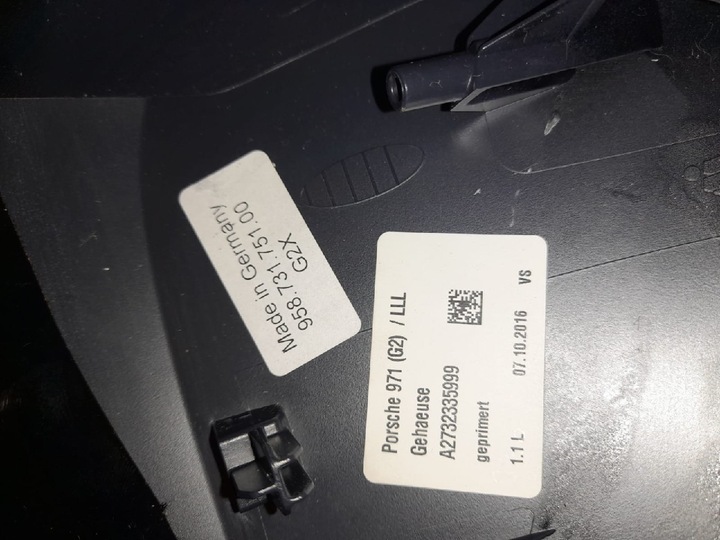 Made in Germany
958.731.751.00
G2X
Porsche 971 (G2) / LLL
Gehaeuse
A2732335999
geprimert
1.1 L 07.10.2016 VS